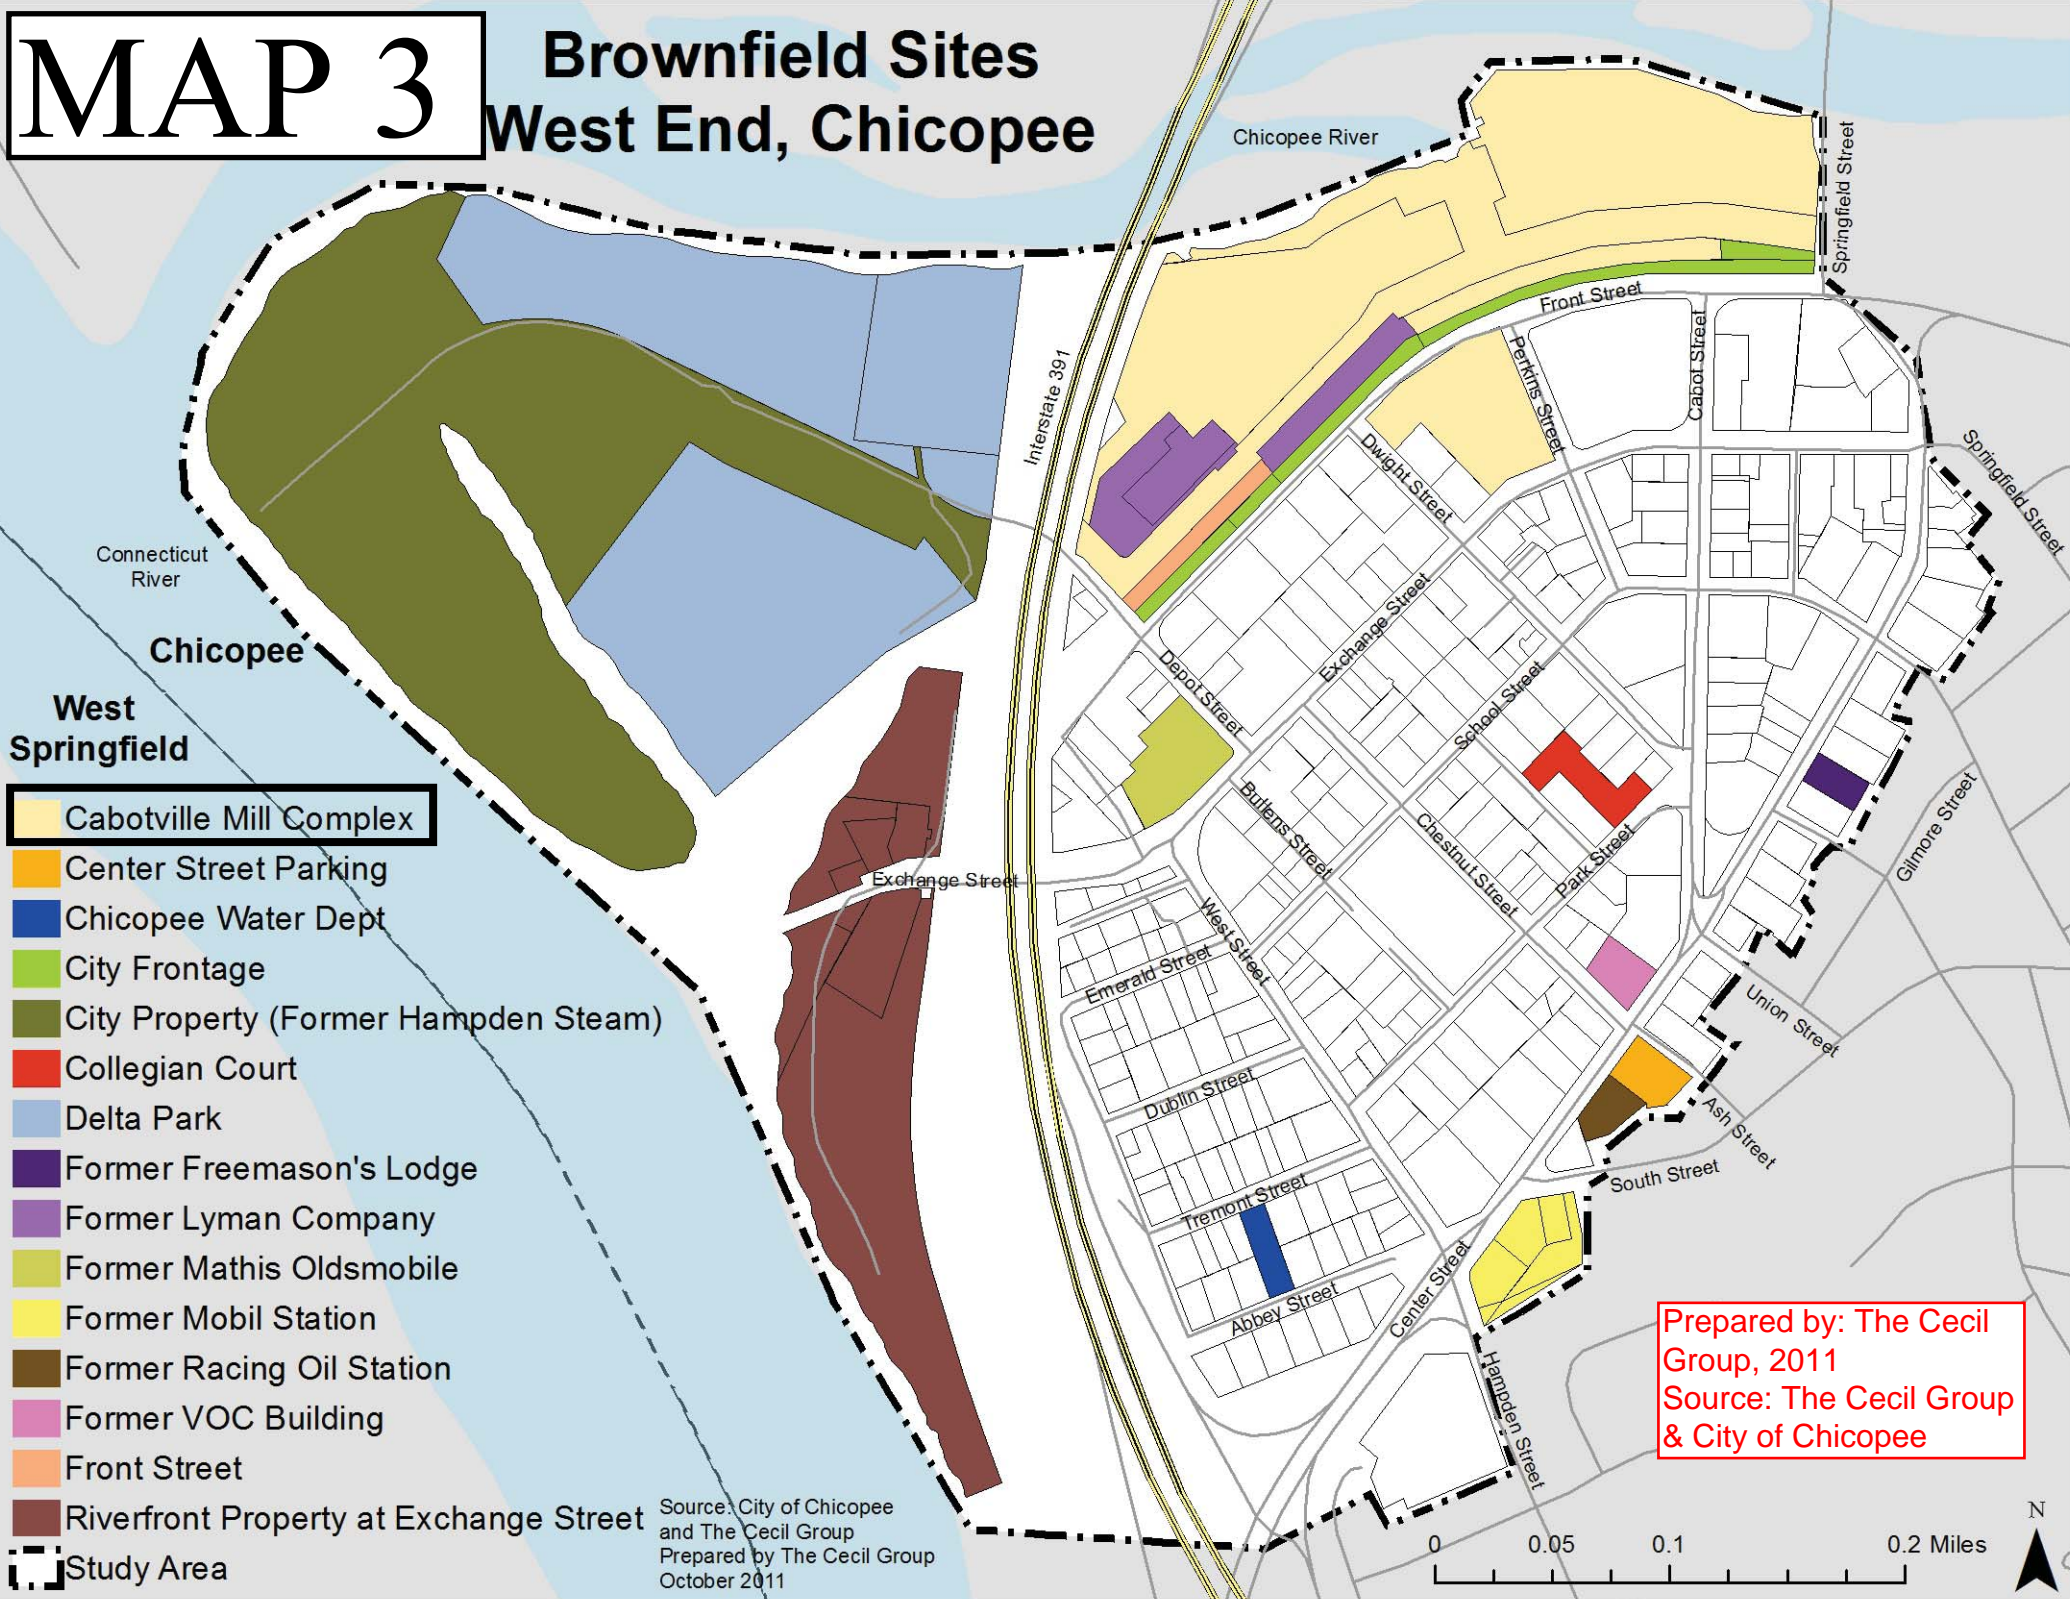 MAP 3
Brownfield Sites
West End, Chicopee
Chicopee River
Springfield Street
Front Street
Interstate 391
Perkins Street
Cabot Street
Dwight Street
Springfield Street
Connecticut
River
Chicopee
West
Springfield
Exchange Street
Depot Street
School Street
Bullens Street
Chestnut Street
Park Street
Gilmore Street
Exchange Street
West Street
Emerald Street
Union Street
Dublin Street
Ash Street
South Street
Tremont Street
Abbey Street
Center Street
Hampden Street
Cabotville Mill Complex
Center Street Parking
Chicopee Water Dept
City Frontage
City Property (Former Hampden Steam)
Collegian Court
Delta Park
Former Freemason's Lodge
Former Lyman Company
Former Mathis Oldsmobile
Former Mobil Station
Former Racing Oil Station
Former VOC Building
Front Street
Riverfront Property at Exchange Street
Study Area
Source: City of Chicopee
and The Cecil Group
Prepared by The Cecil Group
October 2011
Prepared by: The Cecil
Group, 2011
Source: The Cecil Group
& City of Chicopee
N
0 0.05 0.1 0.2 Miles